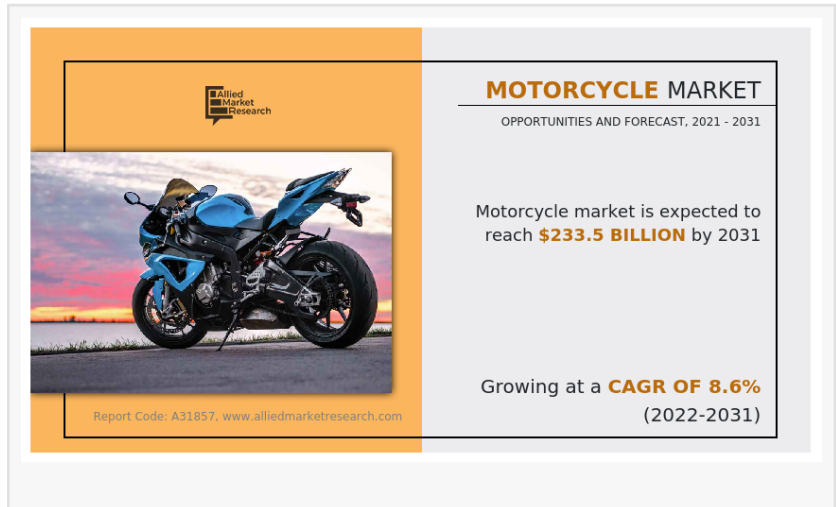 Allied
Market
Research
MOTORCYCLE MARKET
OPPORTUNITIES AND FORECAST, 2021 - 2031
Motorcycle market is expected to
reach $233.5 BILLION by 2031
Growing at a CAGR OF 8.6%
(2022-2031)
Report Code: A31857, www.alliedmarketresearch.com